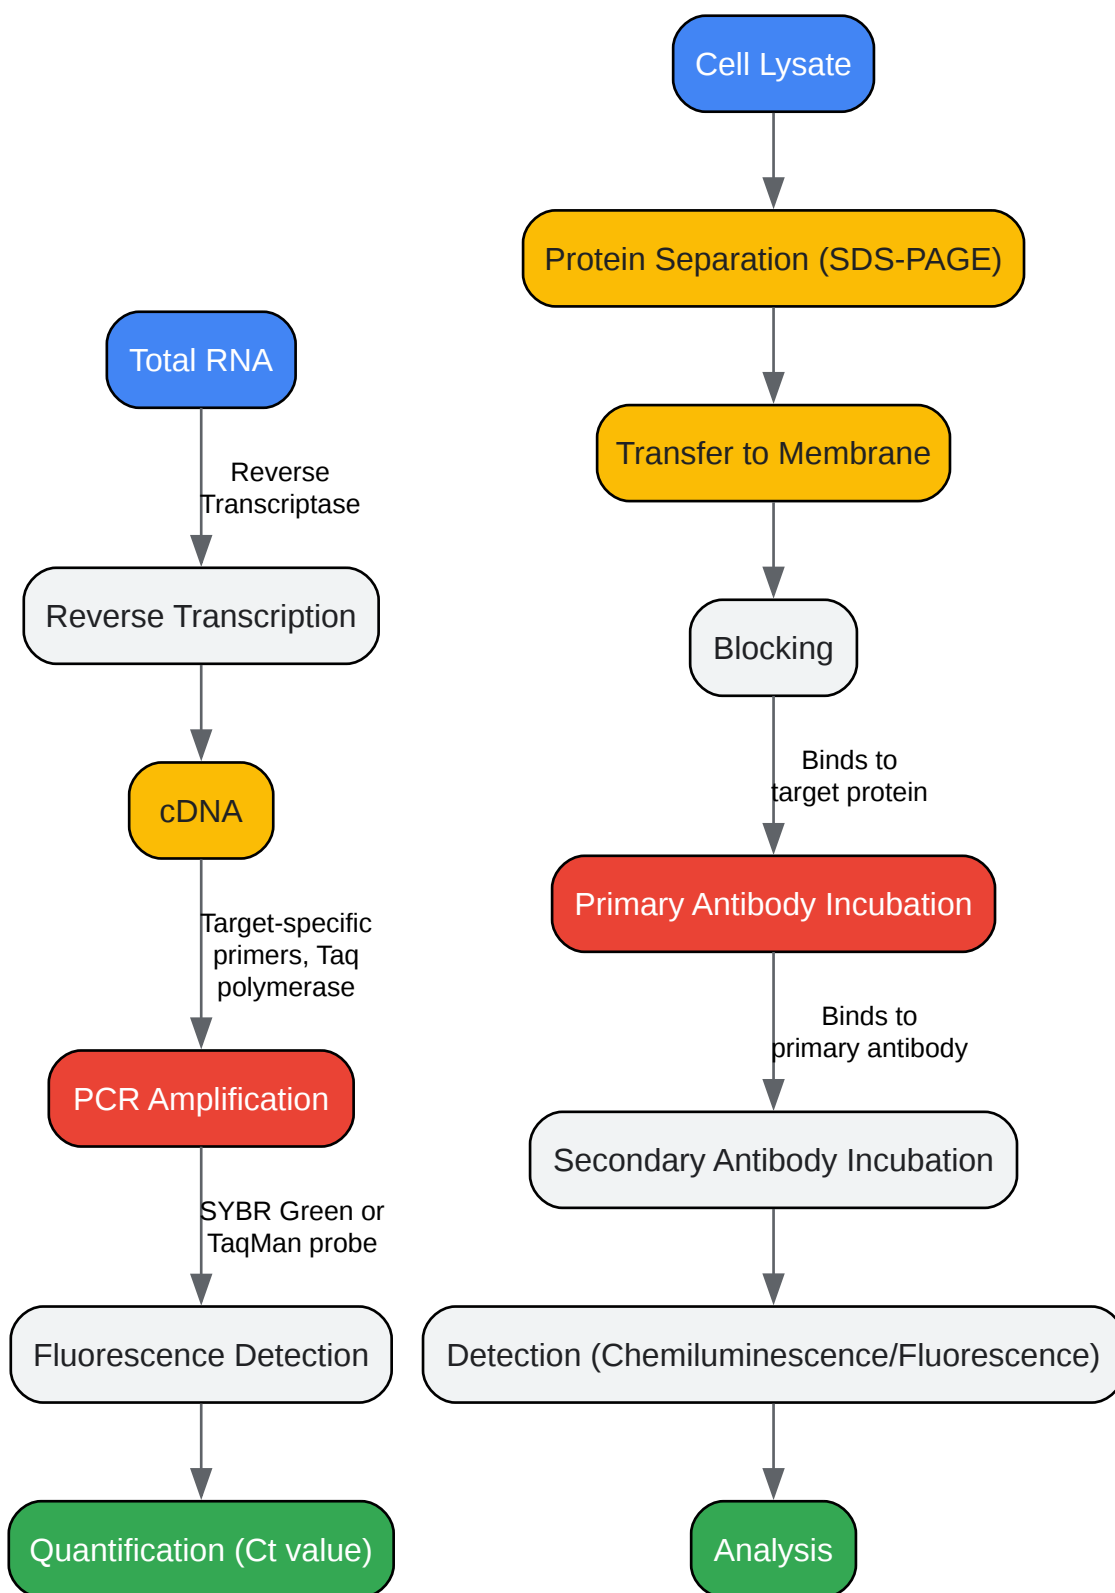 Total RNA
Reverse
Transcriptase
Reverse Transcription
cDNA
Target-specific
primers, Taq
polymerase
PCR Amplification
SYBR Green or
TaqMan probe
Fluorescence Detection
Quantification (Ct value)
Cell Lysate
Protein Separation (SDS-PAGE)
Transfer to Membrane
Blocking
Binds to
target protein
Primary Antibody Incubation
Binds to
primary antibody
Secondary Antibody Incubation
Detection (Chemiluminescence/Fluorescence)
Analysis